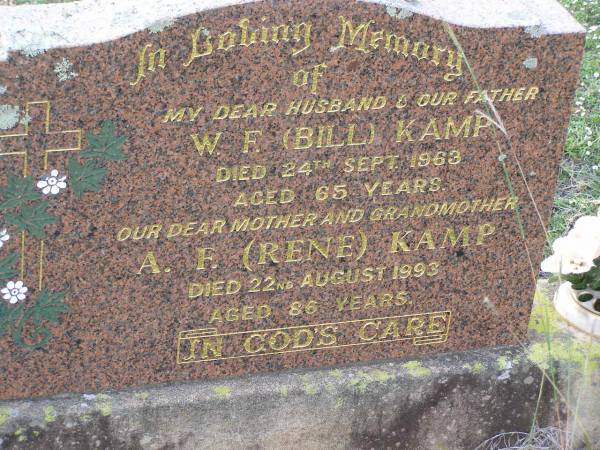 In Loving Memory
of
MY DEAR HUSBAND & OUR FATHER
W. F. (BILL) KAMP
DIED 24TH SEPT. 1963
AGED 65 YEARS.
OUR DEAR MOTHER AND GRANDMOTHER
A. F. (RENE) KAMP
DIED 22ND AUGUST 1993
AGED 86 YEARS.
IN GOD'S CARE